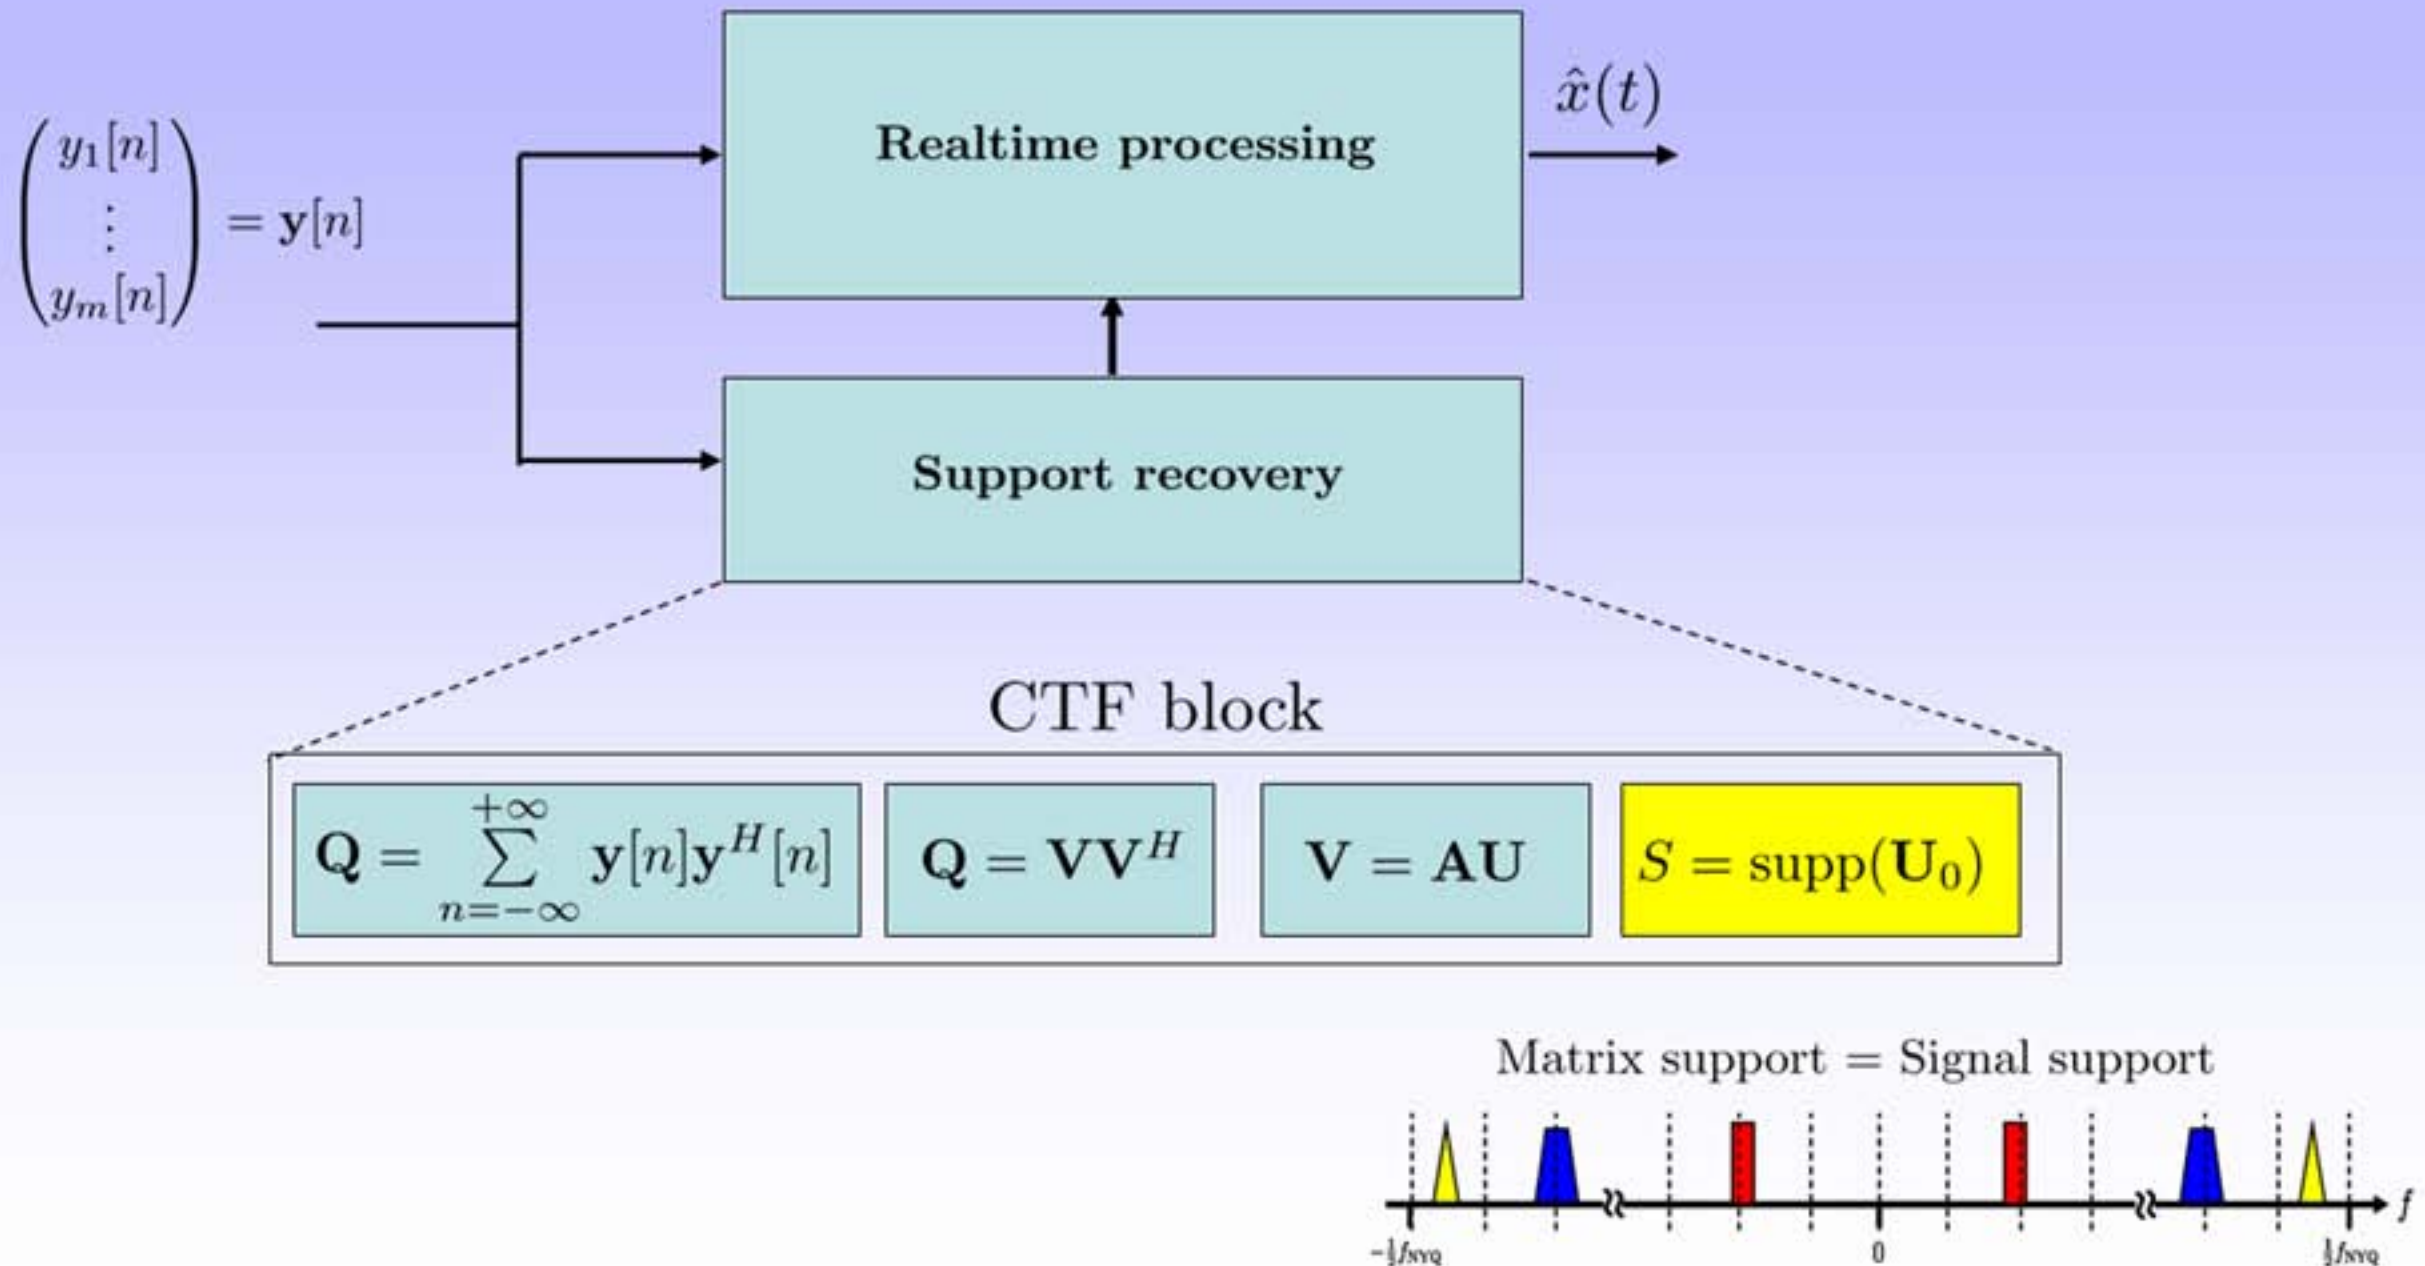 y₁[n]
⋮
yₘ[n]
= 𝐲[n]
Realtime processing
x̂(t)
Support recovery
CTF block
𝐐 = ∑_{n=−∞}^{+∞} 𝐲[n]𝐲^H[n]
𝐐 = 𝐕𝐕^H
𝐕 = 𝐀𝐔
S = supp(𝐔₀)
Matrix support = Signal support
f
0